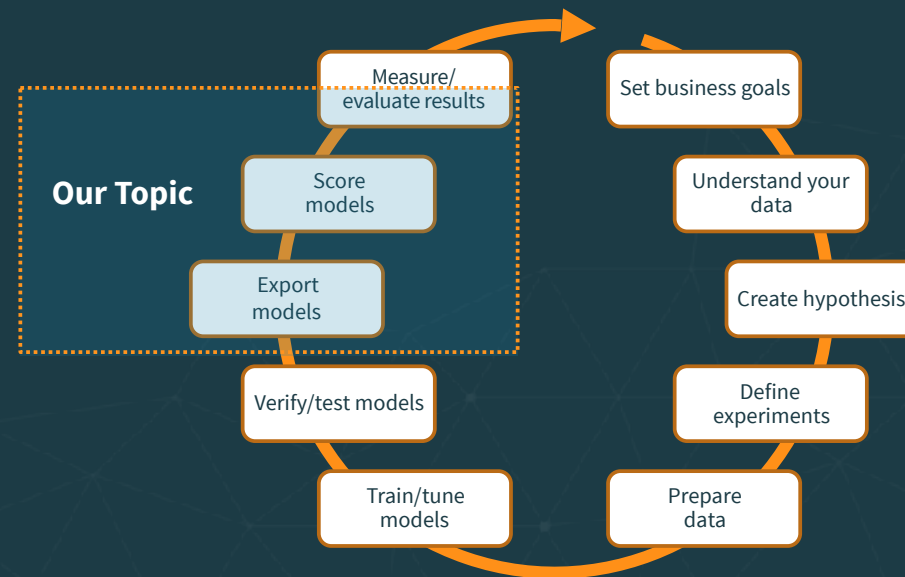 Measure/
evaluate results
Set business goals
Our Topic
Score
models
Understand your
data
Export
models
Create hypothesis
Verify/test models
Define
experiments
Train/tune
models
Prepare
data